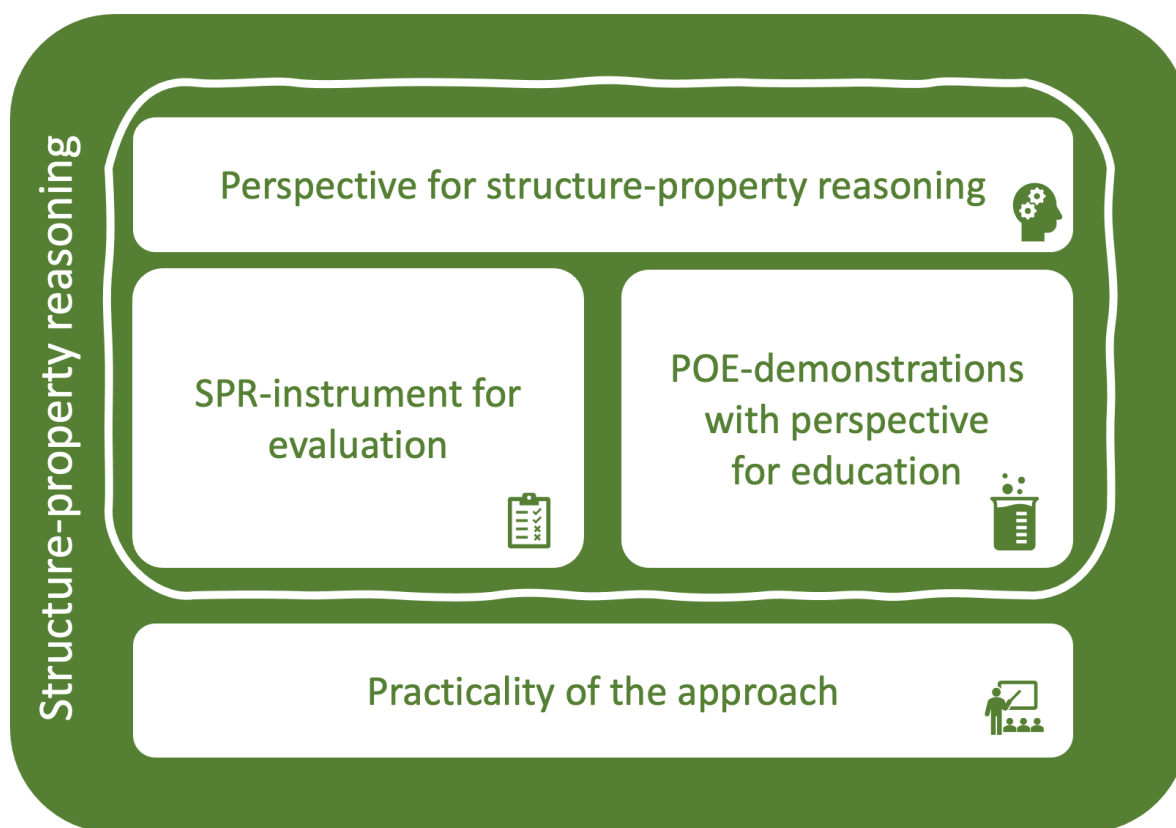 Structure-property reasoning
Perspective for structure-property reasoning
SPR-instrument for
evaluation
POE-demonstrations
with perspective
for education
Practicality of the approach